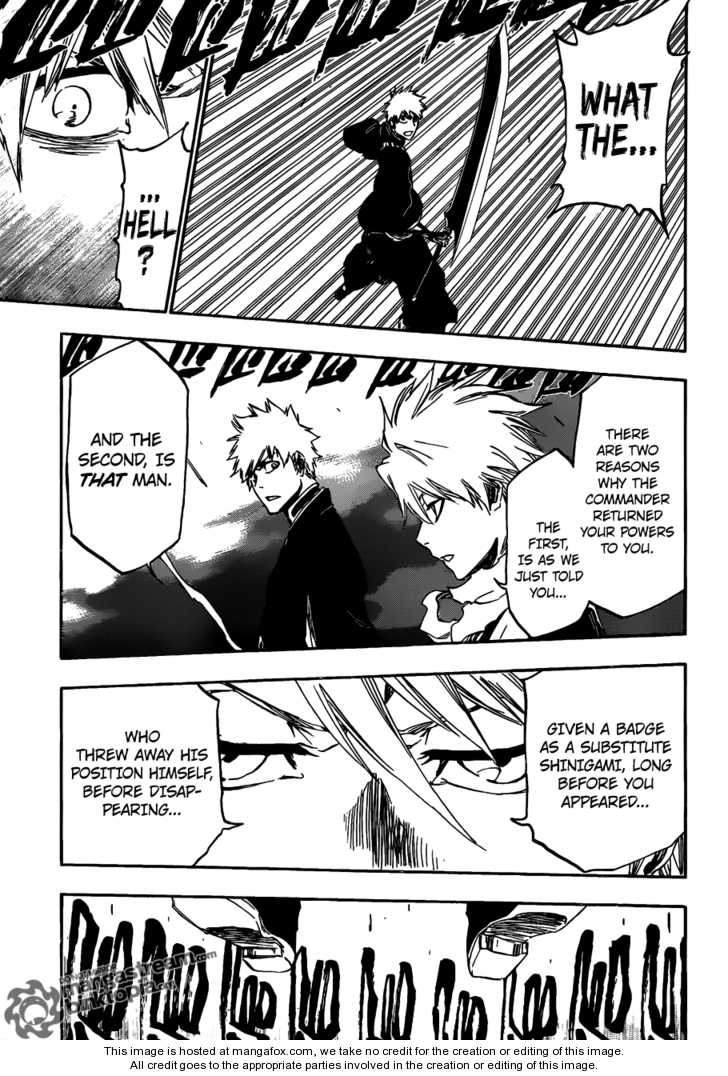 WHAT
THE...
...
HELL
?
THERE
ARE TWO
REASONS
WHY THE
COMMANDER
RETURNED
YOUR POWERS
TO YOU.
THE
FIRST,
IS AS WE
JUST TOLD
YOU...
AND THE
SECOND, IS
THAT MAN.
GIVEN A BADGE
AS A SUBSTITUTE
SHINIGAMI, LONG
BEFORE YOU
APPEARED...
WHO
THREW AWAY HIS
POSITION HIMSELF,
BEFORE DISAP-
PEARING...
mangastream.com
This image is hosted at mangafox.com, we take no credit for the creation or editing of this image.
All credit goes to the appropriate parties involved in the creation or editing of this image.